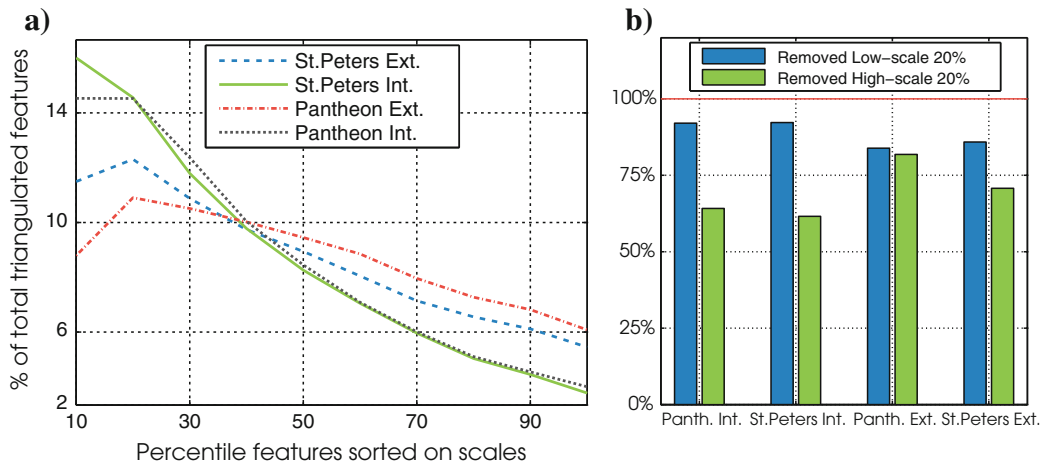 a)
% of total triangulated features
14
10
6
2
St.Peters Ext.
St.Peters Int.
Pantheon Ext.
Pantheon Int.
10 30 50 70 90
Percentile features sorted on scales
b)
Removed Low-scale 20%
Removed High-scale 20%
100%
75%
50%
25%
0%
Panth. Int. St.Peters Int. Panth. Ext. St.Peters Ext.